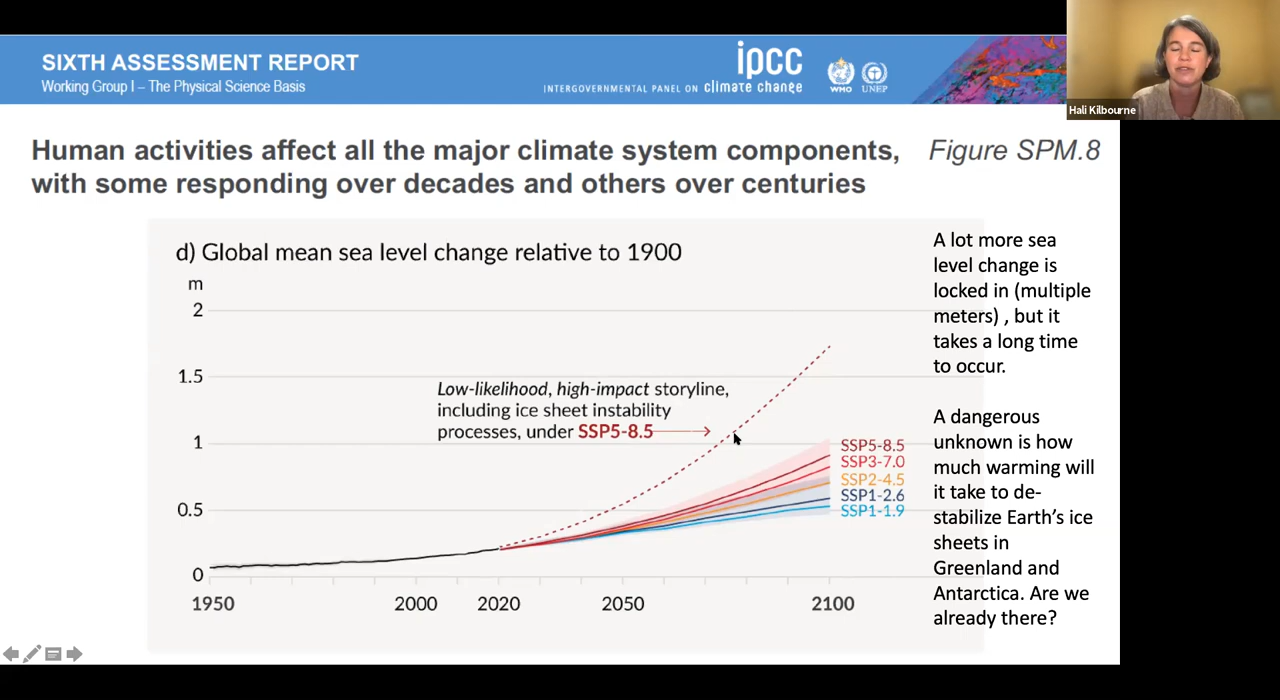 SIXTH ASSESSMENT REPORT
Working Group I – The Physical Science Basis
ipcc
INTERGOVERNMENTAL PANEL ON climate change
WMO
UNEP
Hali Kilbourne
Human activities affect all the major climate system components,
with some responding over decades and others over centuries
Figure SPM.8
d) Global mean sea level change relative to 1900
m
2
1.5
1
0.5
0
Low-likelihood, high-impact storyline,
including ice sheet instability
processes, under SSP5-8.5
SSP5-8.5
SSP3-7.0
SSP2-4.5
SSP1-2.6
SSP1-1.9
1950
2000
2020
2050
2100
A lot more sea
level change is
locked in (multiple
meters) , but it
takes a long time
to occur.
A dangerous
unknown is how
much warming will
it take to de-
stabilize Earth’s ice
sheets in
Greenland and
Antarctica. Are we
already there?